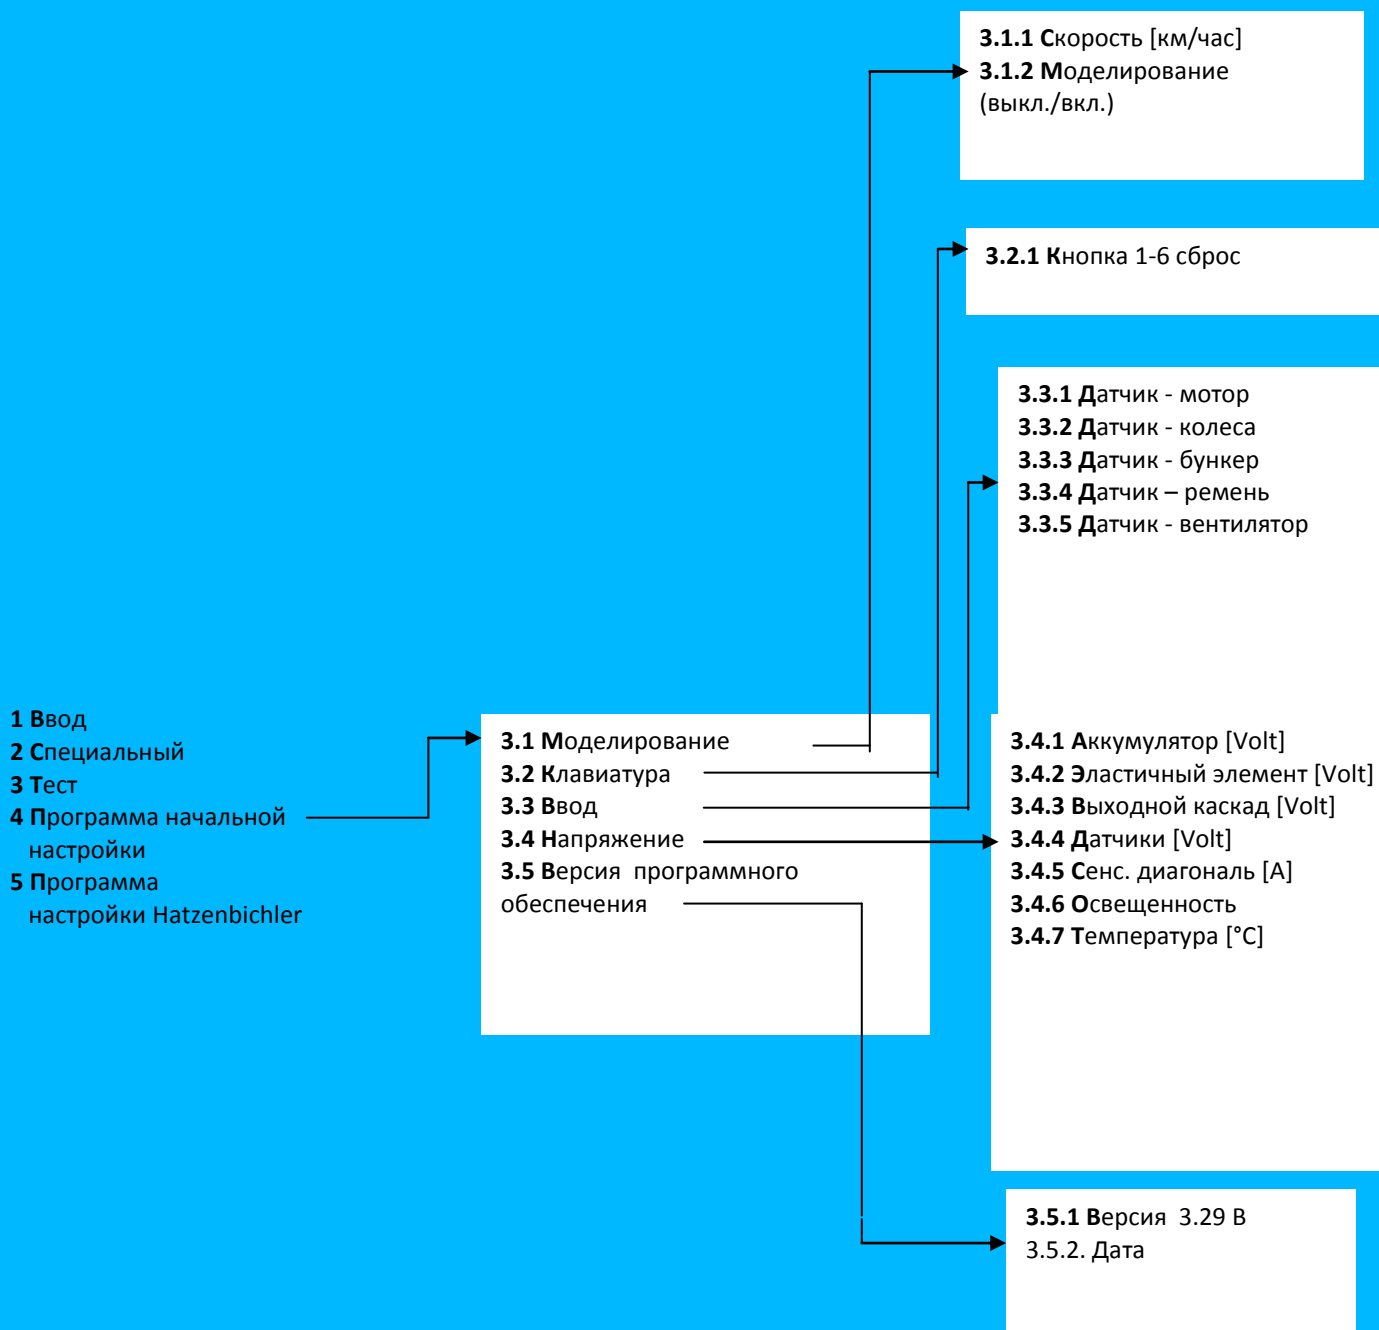 1 Ввод
2 Специальный
3 Тест
4 Программа начальной
настройки
5 Программа
настройки Hatzenbichler
3.1 Моделирование
3.2 Клавиатура
3.3 Ввод
3.4 Напряжение
3.5 Версия программного
обеспечения
3.1.1 Скорость [км/час]
3.1.2 Моделирование
(выкл./вкл.)
3.2.1 Кнопка 1-6 сброс
3.3.1 Датчик - мотор
3.3.2 Датчик - колеса
3.3.3 Датчик - бункер
3.3.4 Датчик – ремень
3.3.5 Датчик - вентилятор
3.4.1 Аккумулятор [Volt]
3.4.2 Эластичный элемент [Volt]
3.4.3 Выходной каскад [Volt]
3.4.4 Датчики [Volt]
3.4.5 Сенс. диагональ [A]
3.4.6 Освещенность
3.4.7 Температура [°C]
3.5.1 Версия 3.29 В
3.5.2. Дата